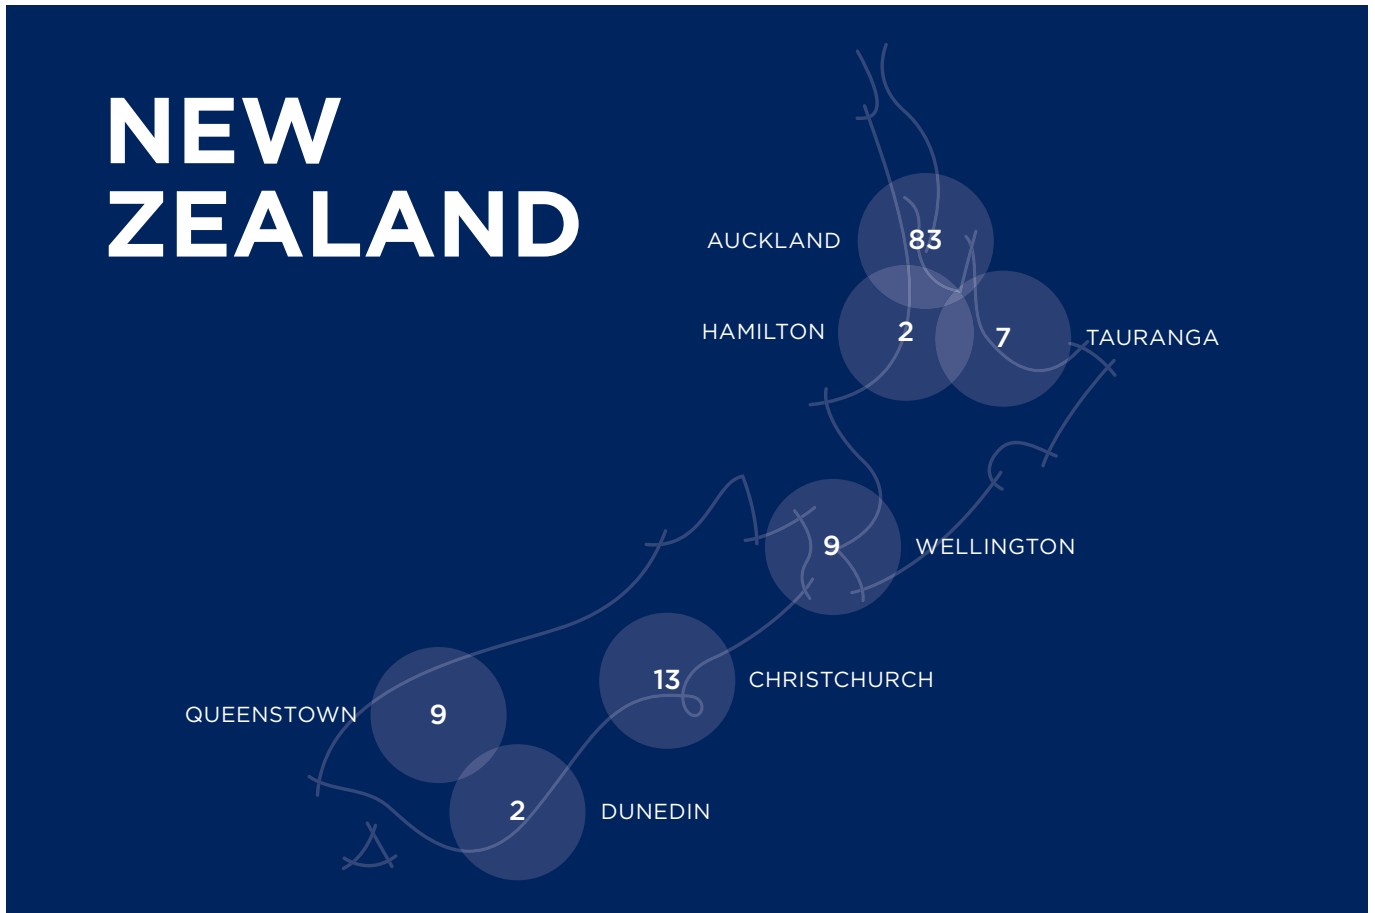 NEW
ZEALAND
AUCKLAND 83
HAMILTON 2
7 TAURANGA
9 WELLINGTON
13 CHRISTCHURCH
QUEENSTOWN 9
2 DUNEDIN